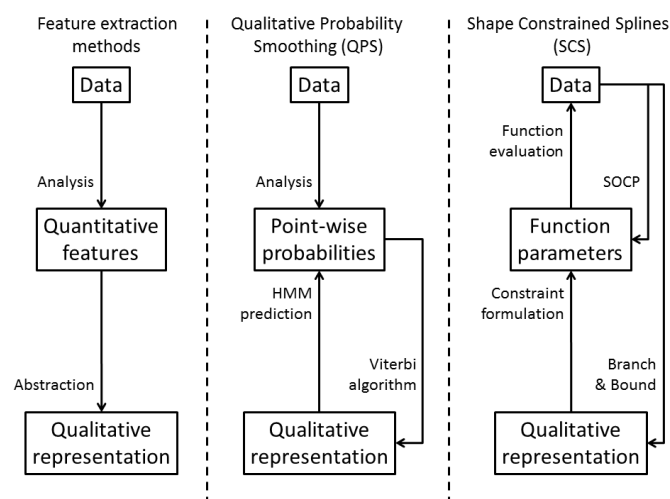 Feature extraction
methods
Data
Analysis
Quantitative
features
Abstraction
Qualitative
representation
Qualitative Probability
Smoothing (QPS)
Data
Analysis
Point-wise
probabilities
HMM
prediction
Viterbi
algorithm
Qualitative
representation
Shape Constrained Splines
(SCS)
Data
Function
evaluation
SOCP
Function
parameters
Constraint
formulation
Branch
& Bound
Qualitative
representation